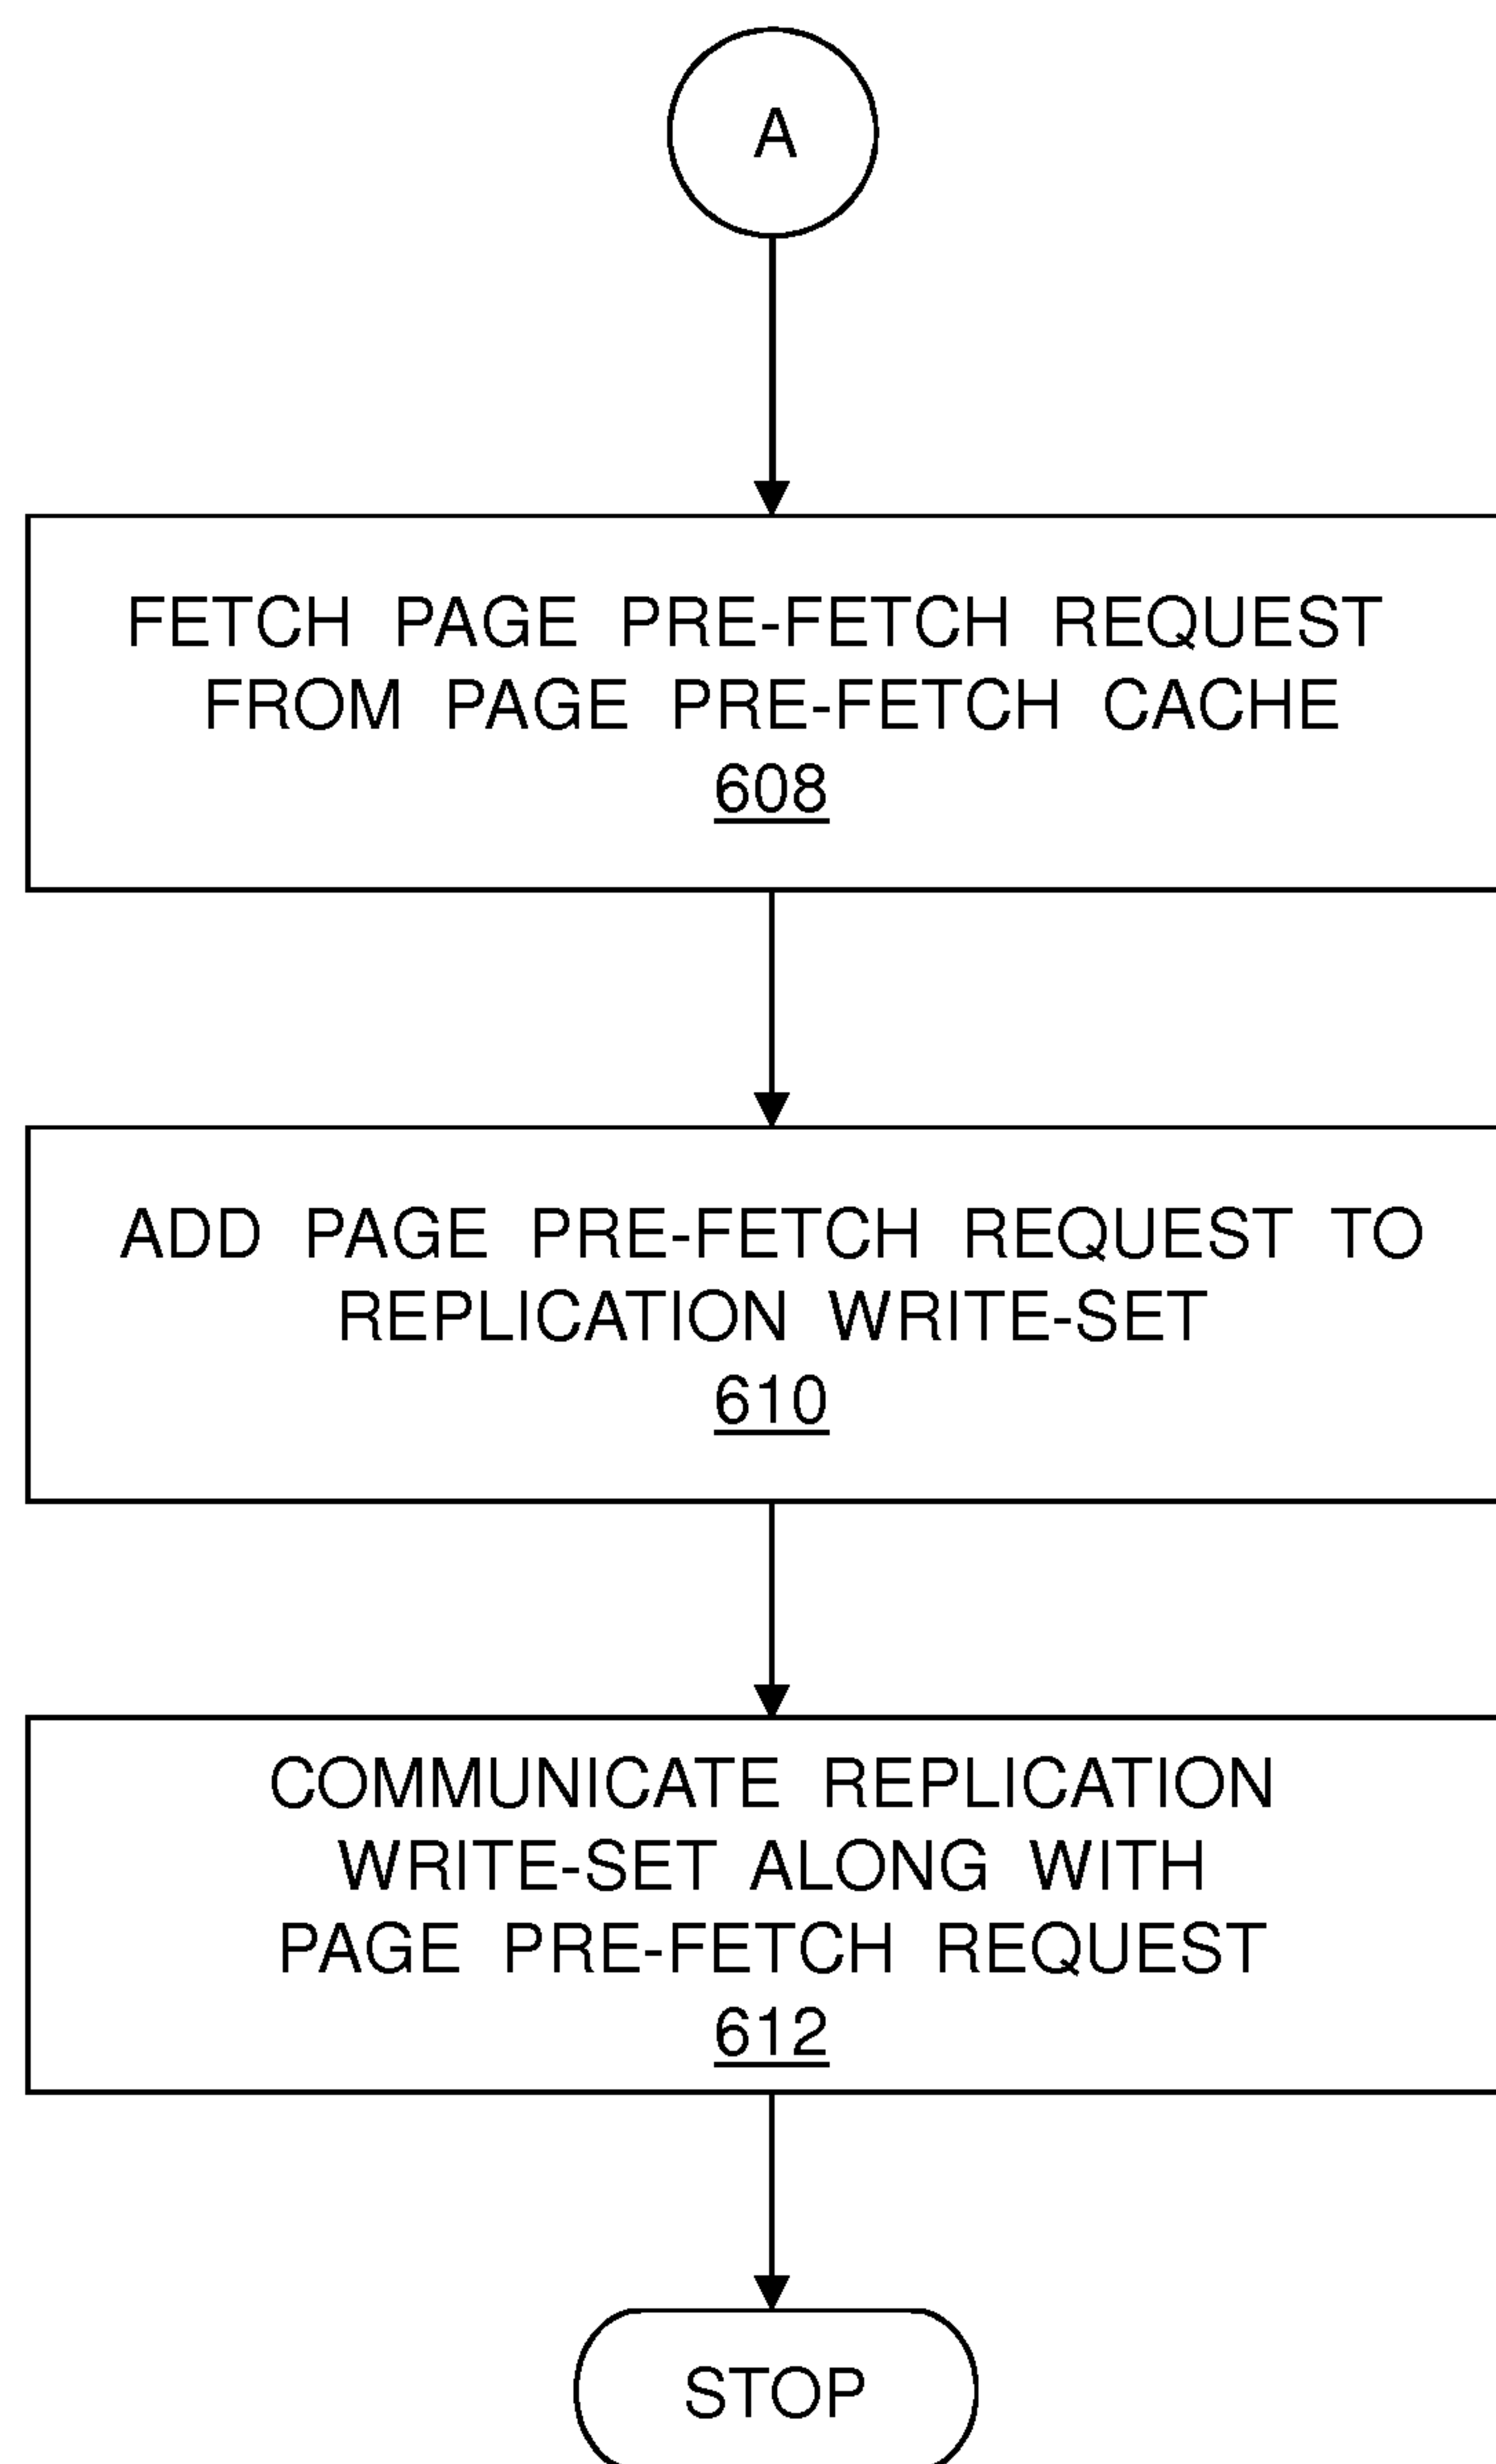 A
FETCH PAGE PRE-FETCH REQUEST
FROM PAGE PRE-FETCH CACHE
608
ADD PAGE PRE-FETCH REQUEST TO
REPLICATION WRITE-SET
610
COMMUNICATE REPLICATION
WRITE-SET ALONG WITH
PAGE PRE-FETCH REQUEST
612
STOP